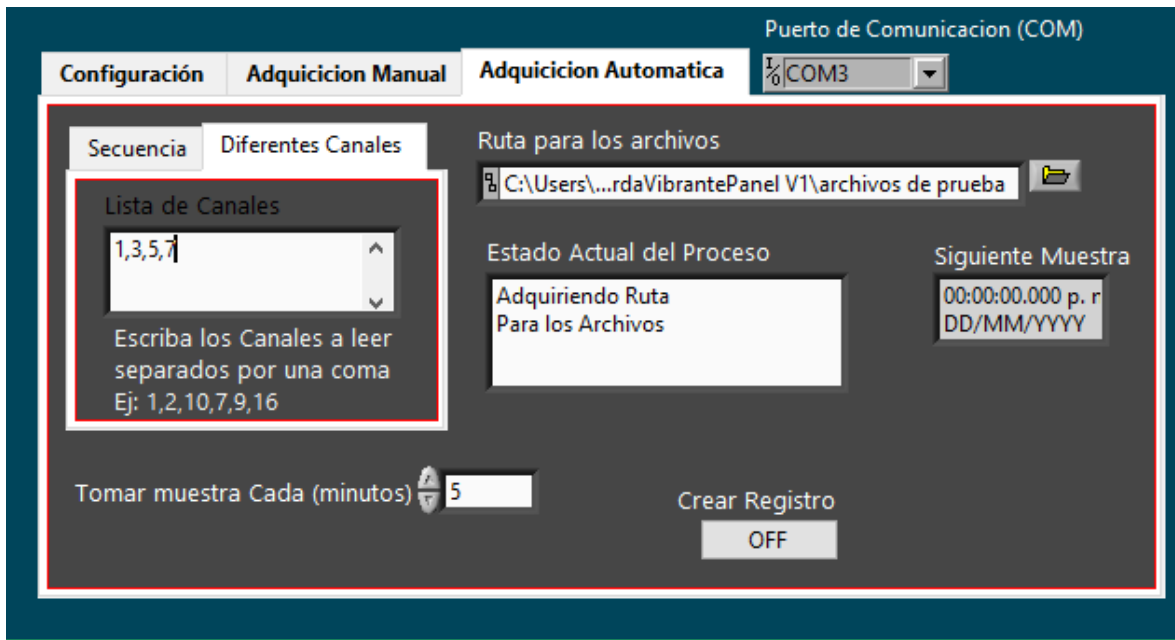 Puerto de Comunicacion (COM)
Configuración
Adquicicion Manual
Adquicicion Automatica
COM3
Secuencia
Diferentes Canales
Lista de Canales
1,3,5,7
Escriba los Canales a leer
separados por una coma
Ej: 1,2,10,7,9,16
Ruta para los archivos
C:\Users\...rdaVibrantePanel V1\archivos de prueba
Estado Actual del Proceso
Adquiriendo Ruta
Para los Archivos
Siguiente Muestra
00:00:00.000 p. r
DD/MM/YYYY
Tomar muestra Cada (minutos)
5
Crear Registro
OFF